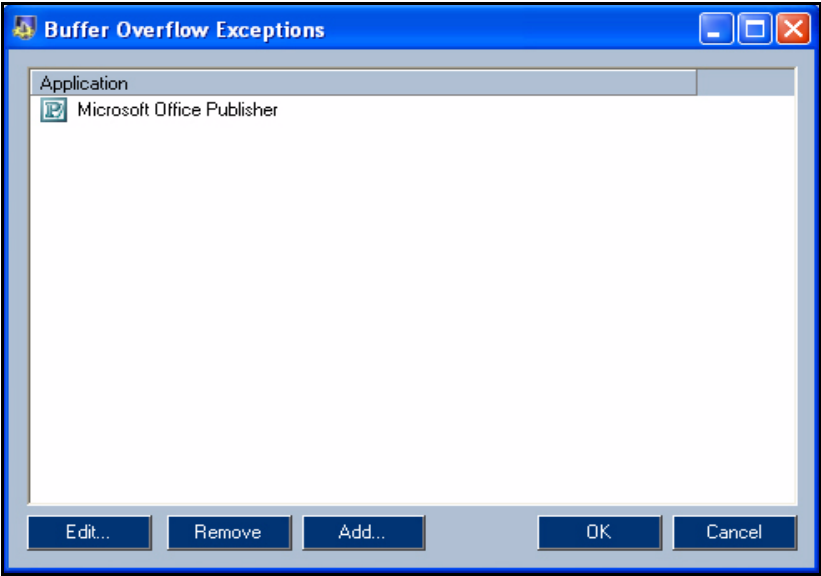 Buffer Overflow Exceptions
Application
Microsoft Office Publisher
Edit...
Remove
Add...
OK
Cancel